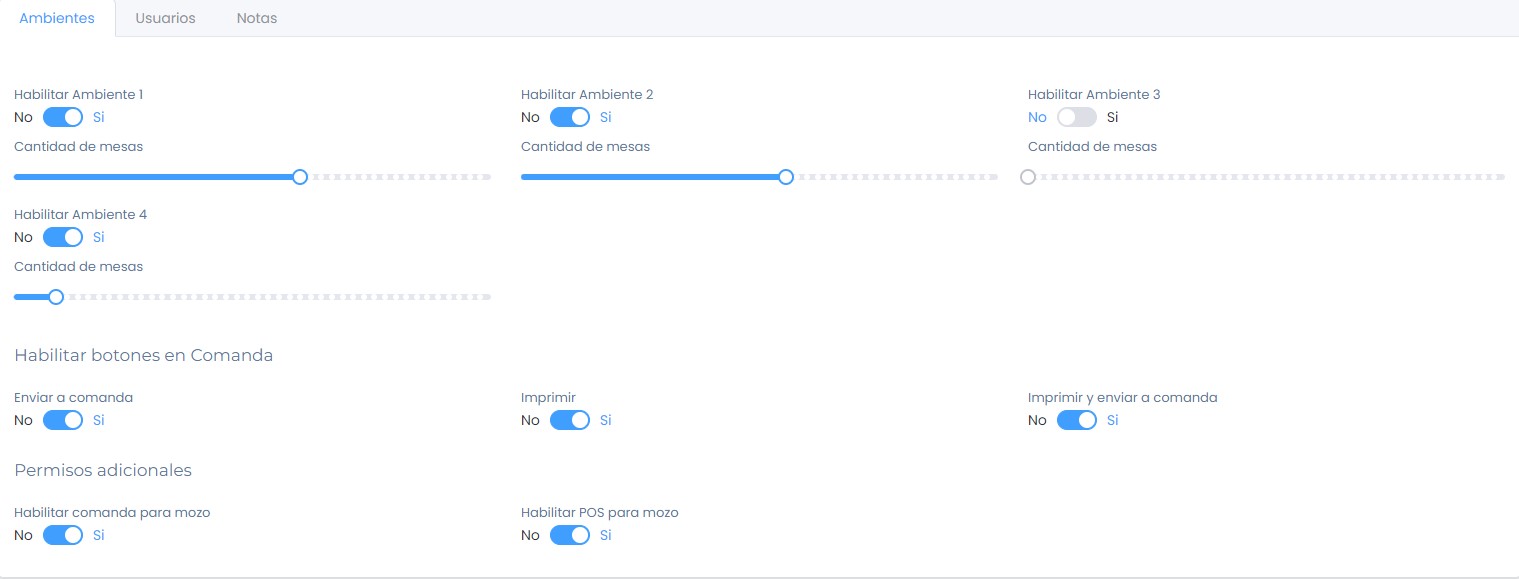 Ambientes Usuarios Notas
Habilitar Ambiente 1 Habilitar Ambiente 2 Habilitar Ambiente 3
No Si No Si No Si
Cantidad de mesas Cantidad de mesas Cantidad de mesas
Habilitar Ambiente 4
No Si
Cantidad de mesas
Habilitar botones en Comanda
Enviar a comanda Imprimir Imprimir y enviar a comanda
No Si No Si No Si
Permisos adicionales
Habilitar comanda para mozo Habilitar POS para mozo
No Si No Si